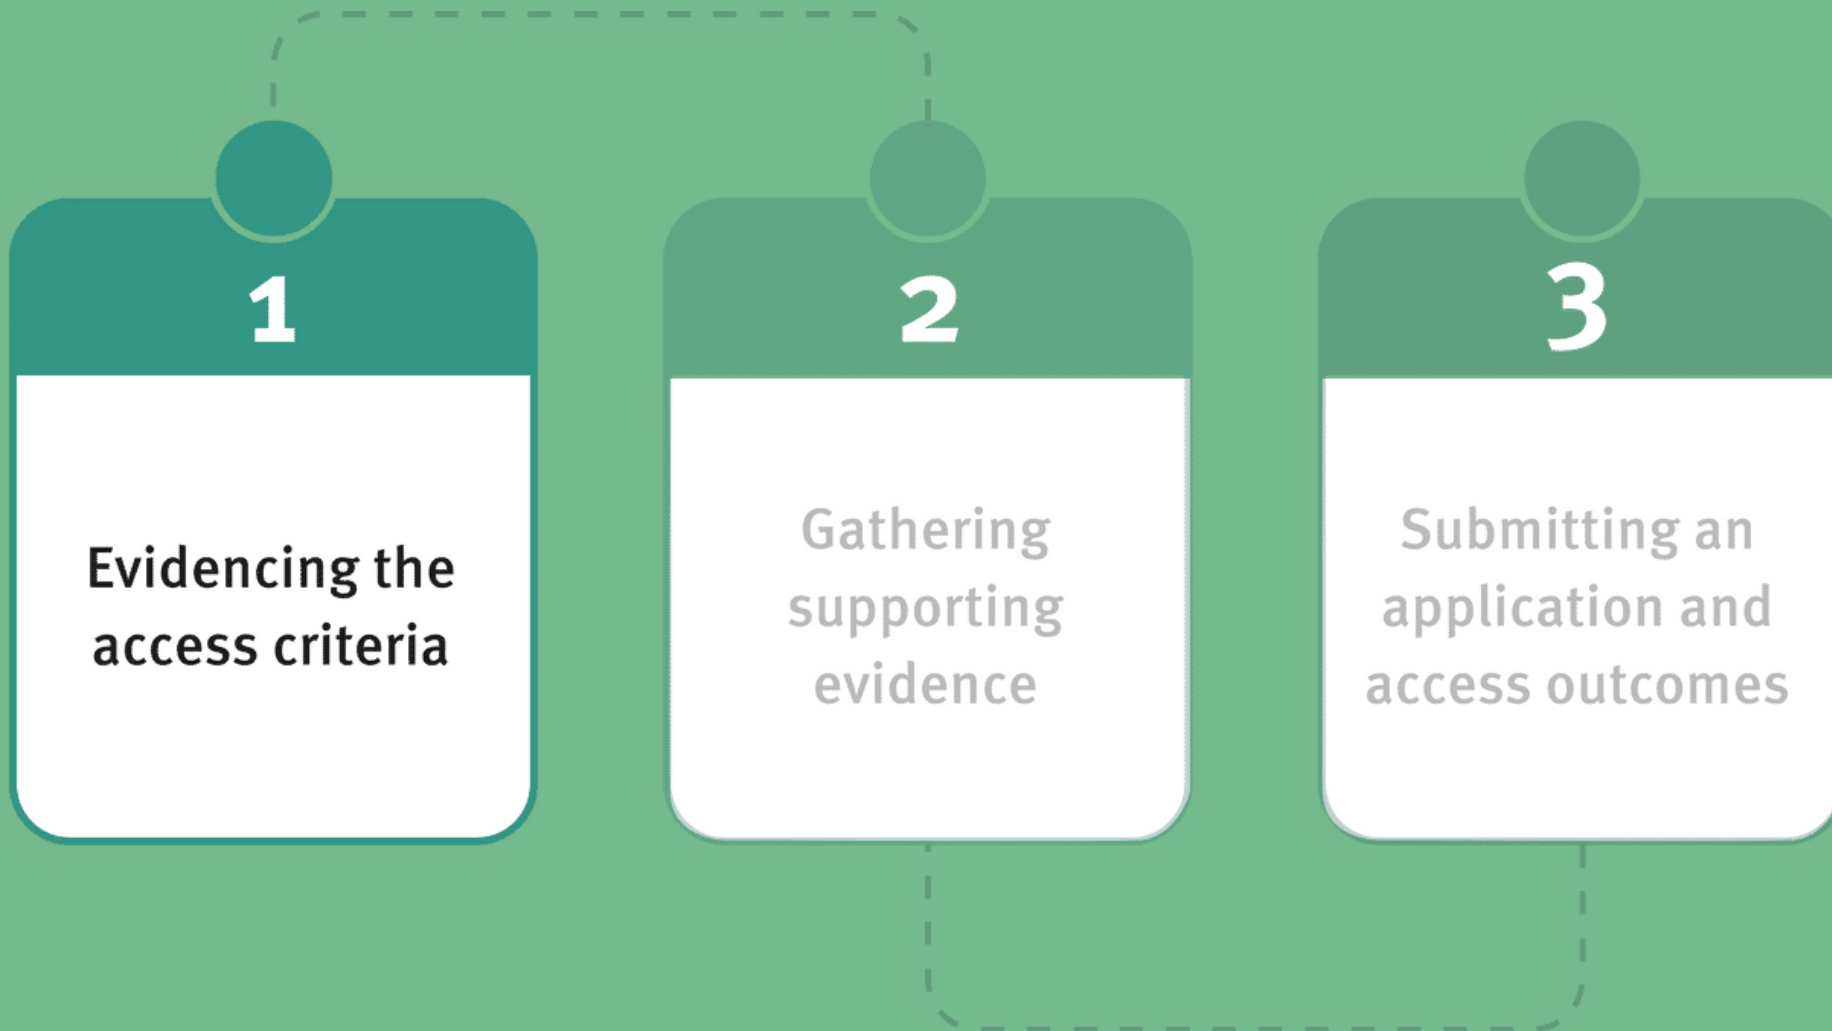 1
Evidencing the
access criteria
2
Gathering
supporting
evidence
3
Submitting an
application and
access outcomes